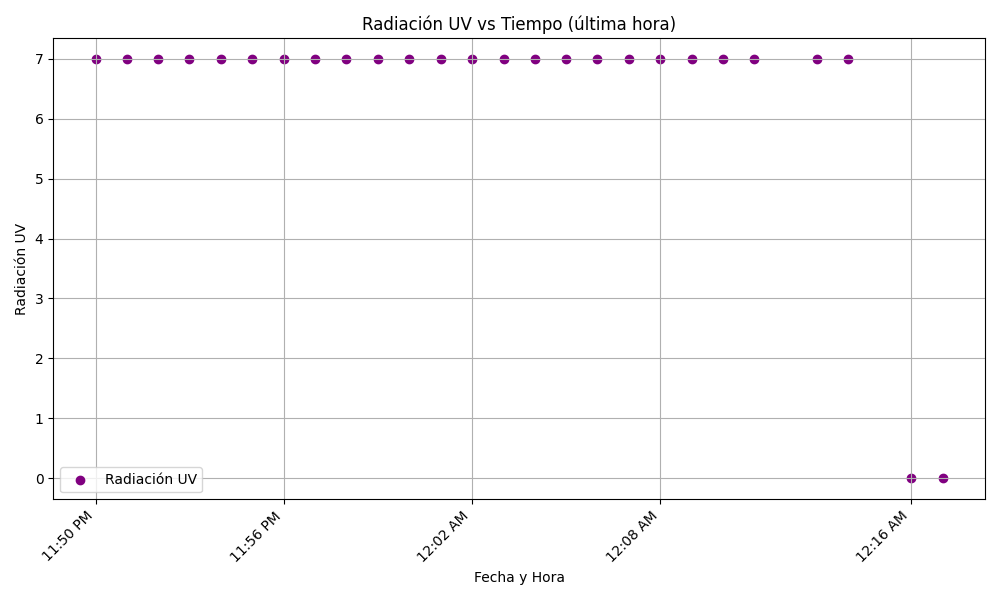 Radiación UV vs Tiempo (última hora)
7
6
5
4
3
2
1
0
Radiación UV
Radiación UV
11:50 PM
11:56 PM
12:02 AM
12:08 AM
12:16 AM
Fecha y Hora